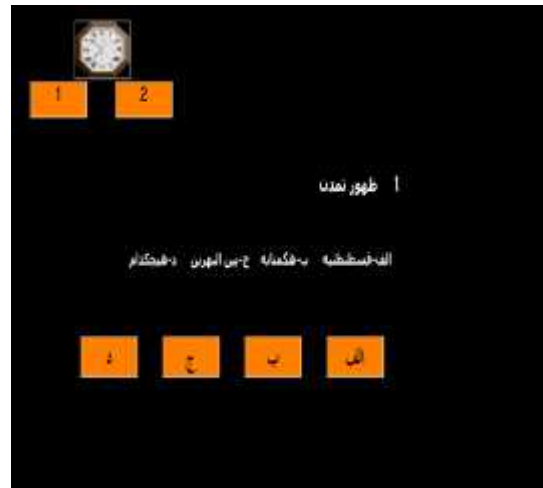 1 2
1 ظهور تمدن
الف-قسطنطنیه ب-هگمتانه ج-بین النهرین د-هیچکدام
الف ب ج د